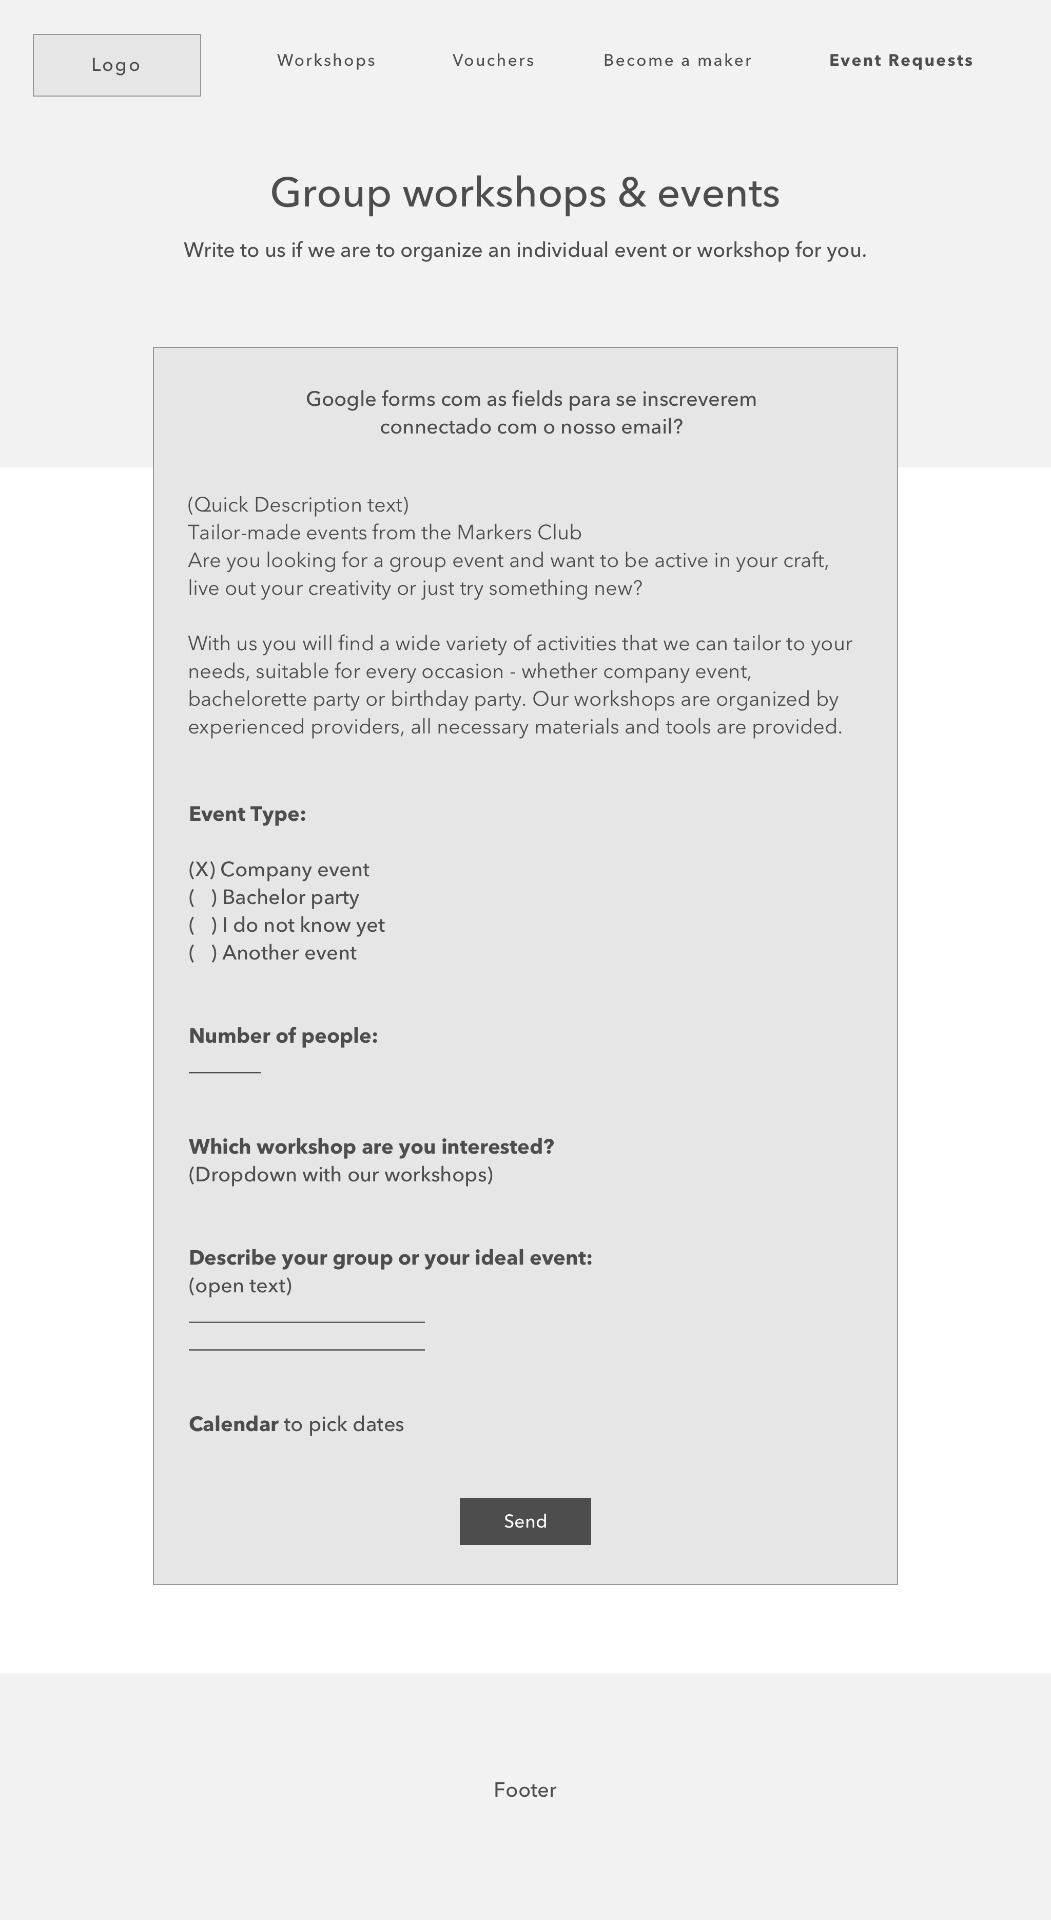 Logo
Workshops
Vouchers
Become a maker
Event Requests
Group workshops & events
Write to us if we are to organize an individual event or workshop for you.
Google forms com as fields para se inscreverem
connectado com o nosso email?
(Quick Description text)
Tailor-made events from the Markers Club
Are you looking for a group event and want to be active in your craft,
live out your creativity or just try something new?
With us you will find a wide variety of activities that we can tailor to your
needs, suitable for every occasion - whether company event,
bachelorette party or birthday party. Our workshops are organized by
experienced providers, all necessary materials and tools are provided.
Event Type:
(X) Company event
(   ) Bachelor party
(   ) I do not know yet
(   ) Another event
Number of people:
Which workshop are you interested?
(Dropdown with our workshops)
Describe your group or your ideal event:
(open text)
Calendar to pick dates
Send
Footer